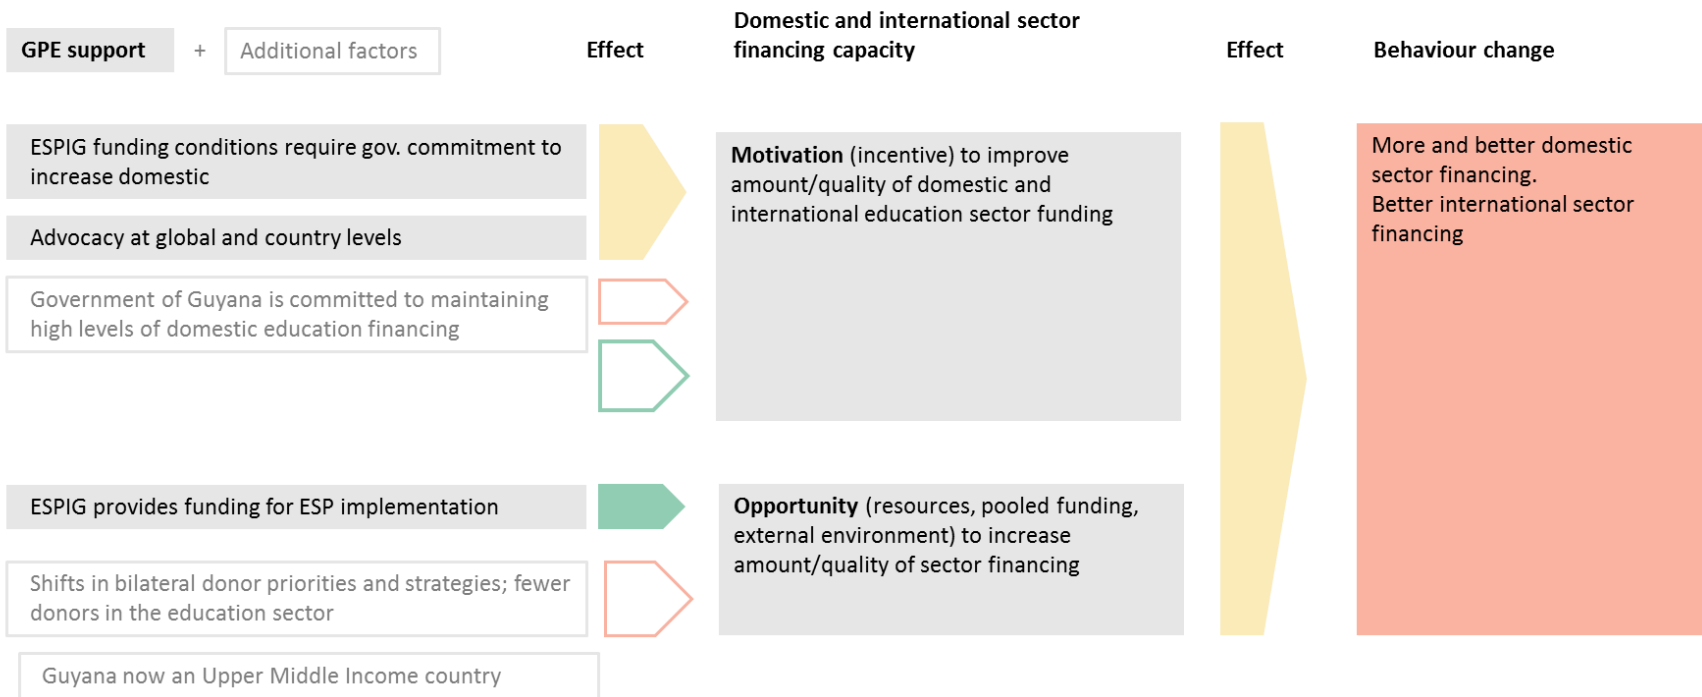 GPE support + Additional factors
Effect
Domestic and international sector
financing capacity
Effect
Behaviour change
ESPIG funding conditions require gov. commitment to
increase domestic
Advocacy at global and country levels
Government of Guyana is committed to maintaining
high levels of domestic education financing
Motivation (incentive) to improve
amount/quality of domestic and
international education sector funding
More and better domestic
sector financing.
Better international sector
financing
ESPIG provides funding for ESP implementation
Shifts in bilateral donor priorities and strategies; fewer
donors in the education sector
Guyana now an Upper Middle Income country
Opportunity (resources, pooled funding,
external environment) to increase
amount/quality of sector financing